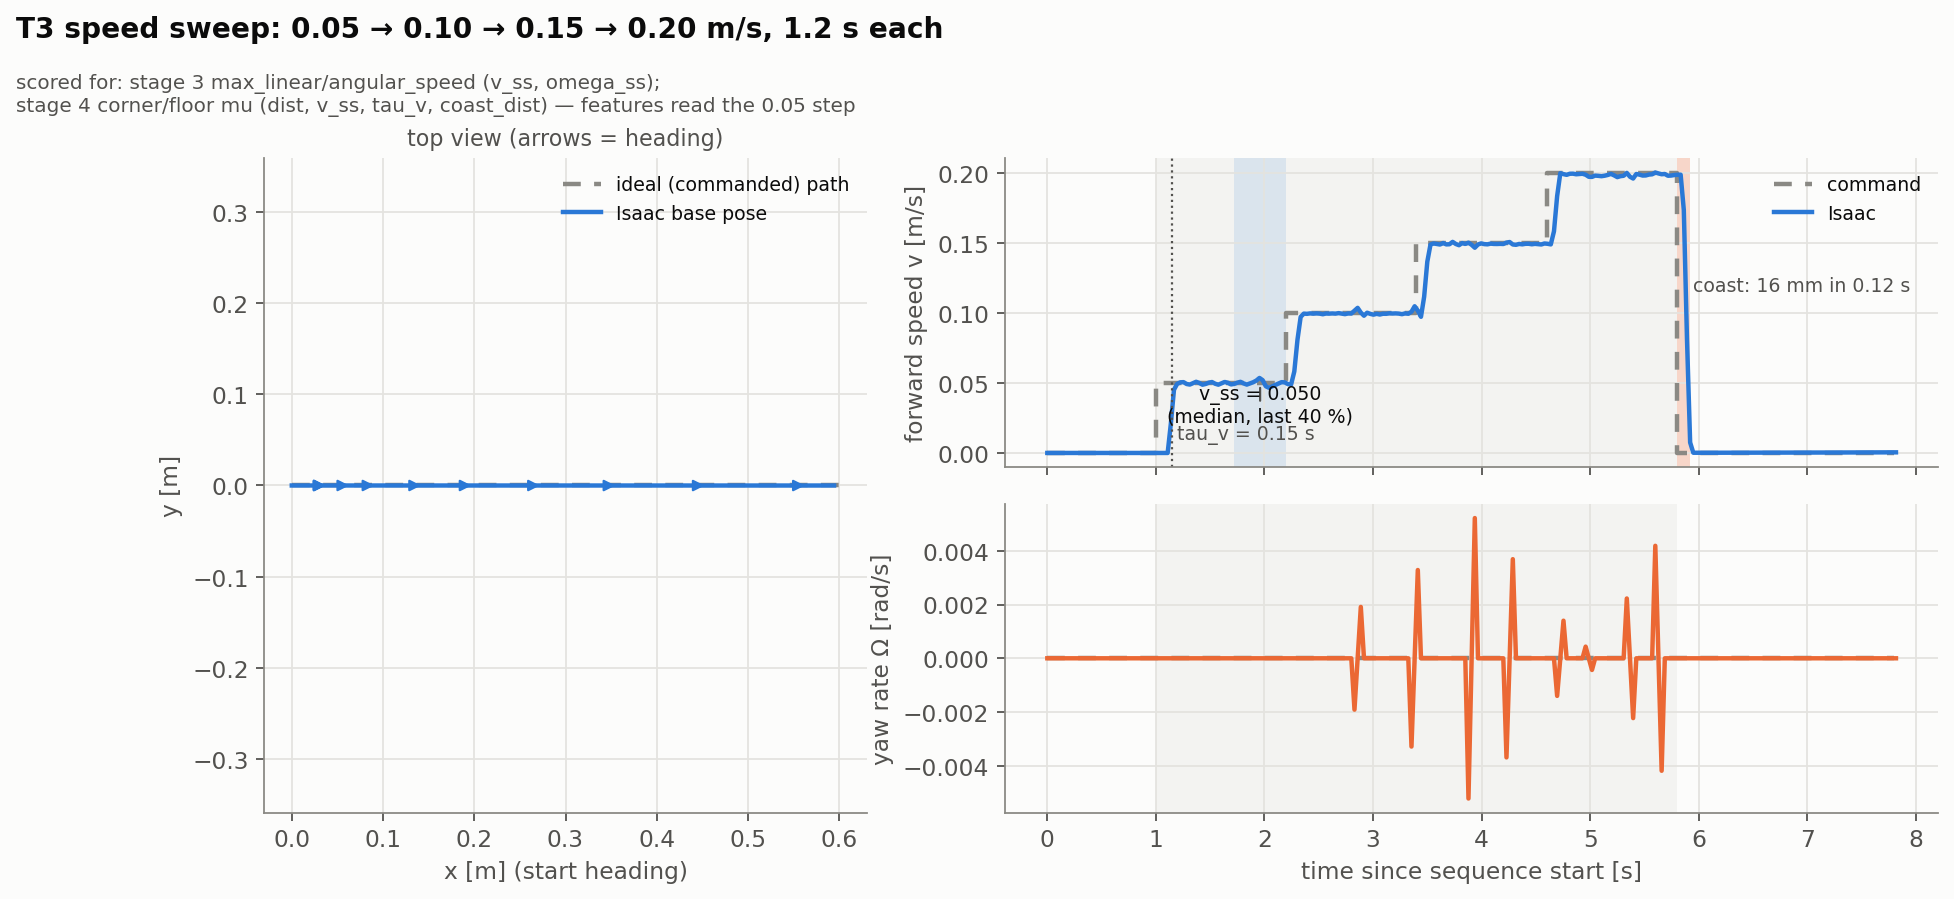 T3 speed sweep: 0.05 → 0.10 → 0.15 → 0.20 m/s, 1.2 s each
scored for: stage 3 max_linear/angular_speed (v_ss, omega_ss);
stage 4 corner/floor mu (dist, v_ss, tau_v, coast_dist) — features read the 0.05 step
top view (arrows = heading)
ideal (commanded) path
Isaac base pose
0.3
0.2
0.1
0.0
−0.1
−0.2
−0.3
y [m]
0.0 0.1 0.2 0.3 0.4 0.5 0.6
x [m] (start heading)
command
Isaac
0.20
0.15
0.10
0.05
0.00
forward speed v [m/s]
coast: 16 mm in 0.12 s
v_ss = 0.050
(median, last 40 %)
tau_v = 0.15 s
0.004
0.002
0.000
−0.002
−0.004
yaw rate Ω [rad/s]
0 1 2 3 4 5 6 7 8
time since sequence start [s]